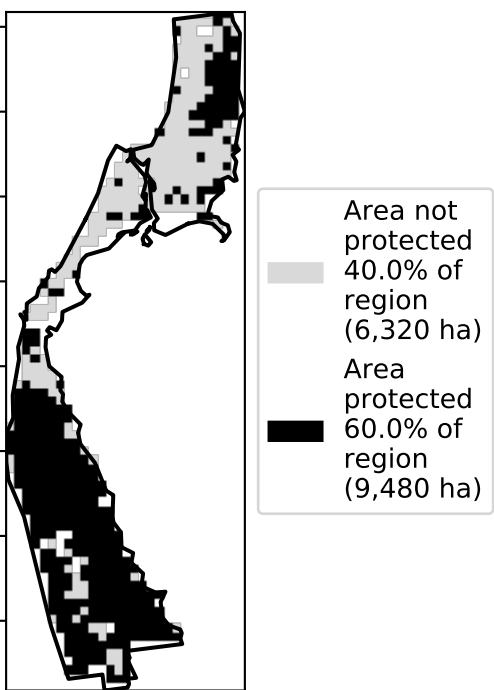 Area not
protected
40.0% of
region
(6,320 ha)
Area
protected
60.0% of
region
(9,480 ha)